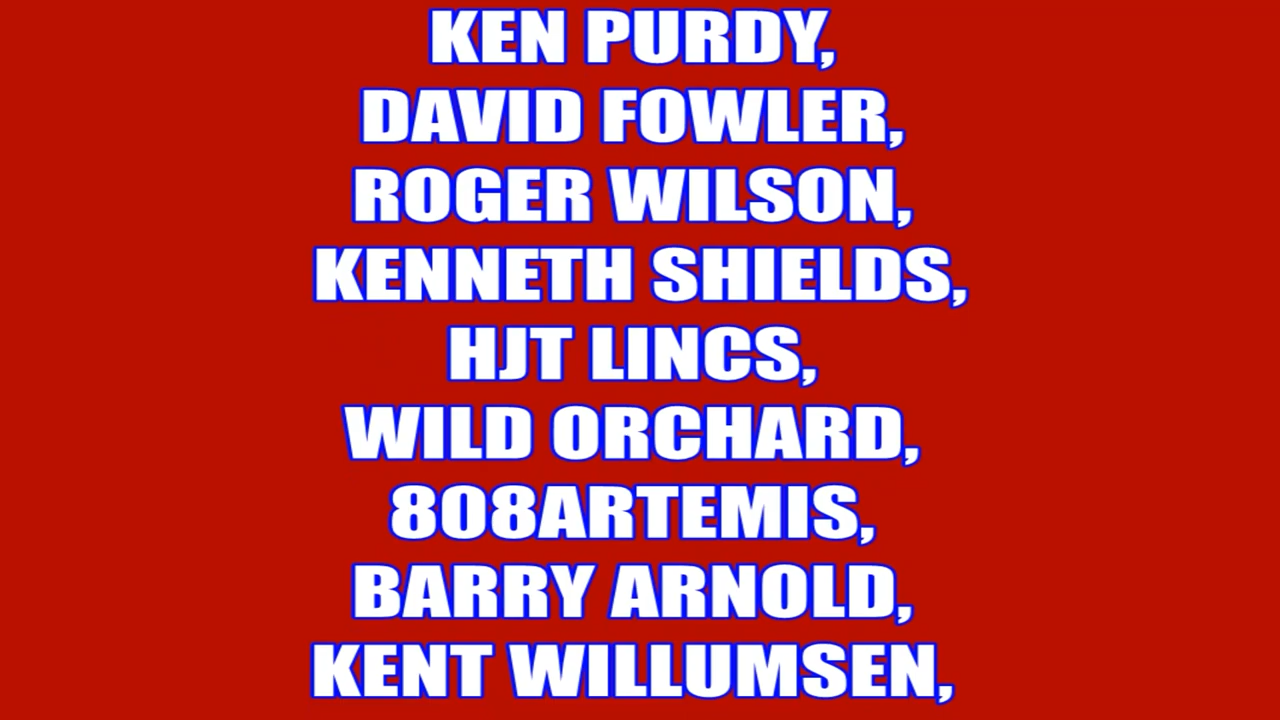 KEN PURDY,
DAVID FOWLER,
ROGER WILSON,
KENNETH SHIELDS,
HJT LINCS,
WILD ORCHARD,
808ARTEMIS,
BARRY ARNOLD,
KENT WILLUMSEN,